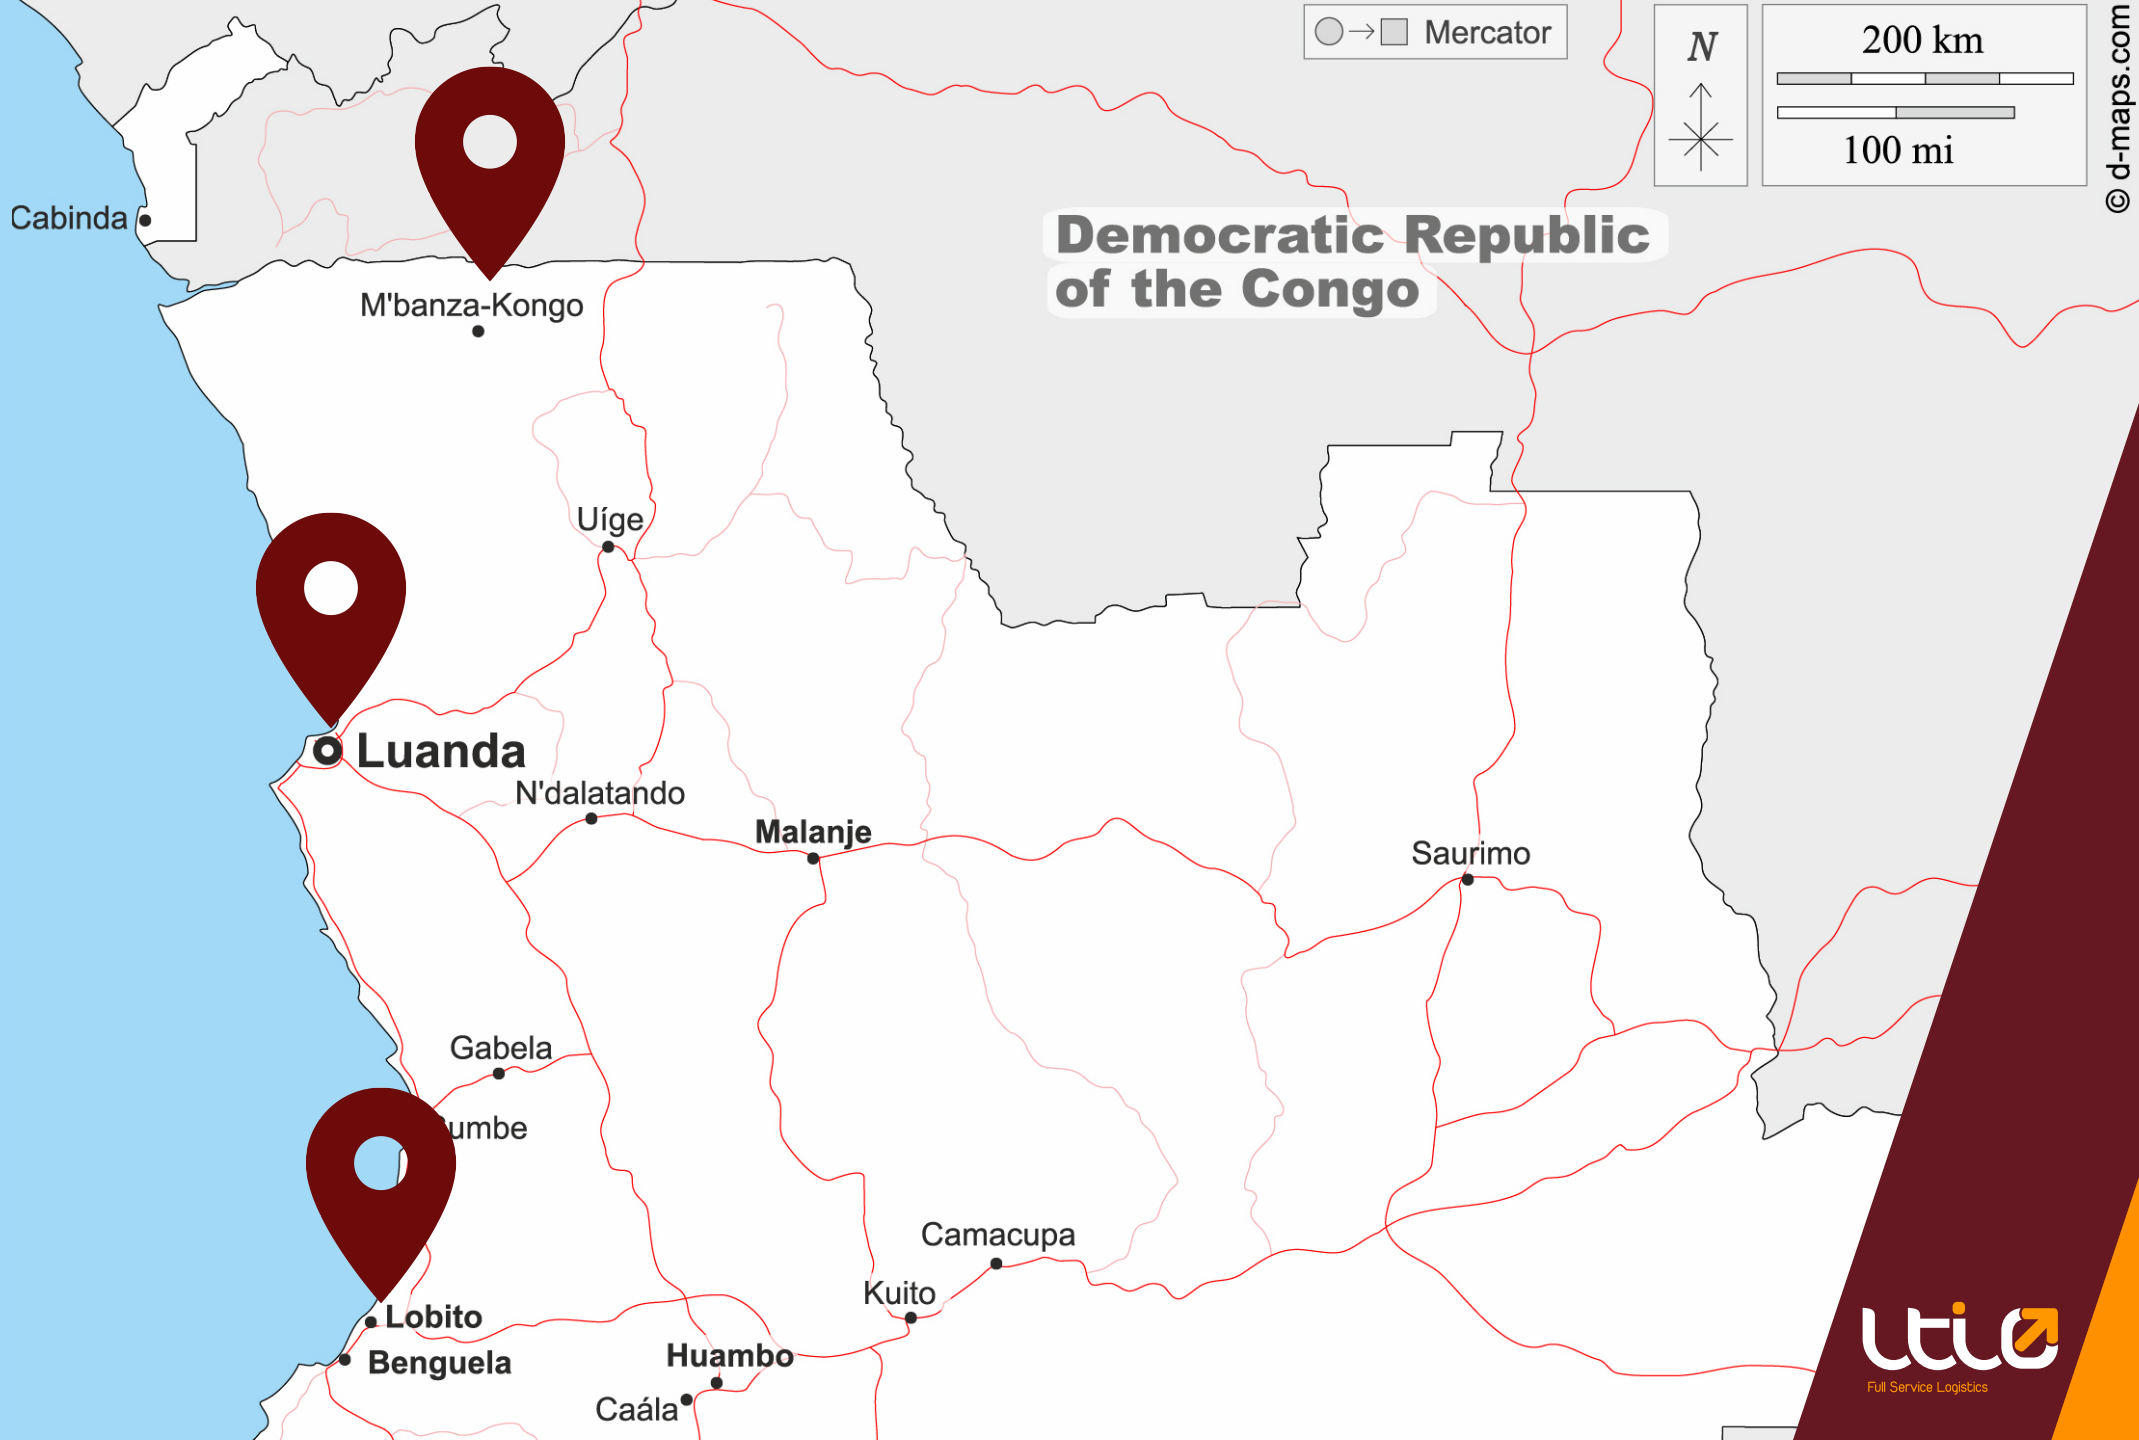 Mercator
N
200 km
100 mi
© d-maps.com
Cabinda
Democratic Republic
of the Congo
M'banza-Kongo
Uíge
Luanda
N'dalatando
Malanje
Saurimo
Gabela
umbe
Camacupa
Kuito
Lobito
Benguela
Huambo
Caála
LTI
Full Service Logistics